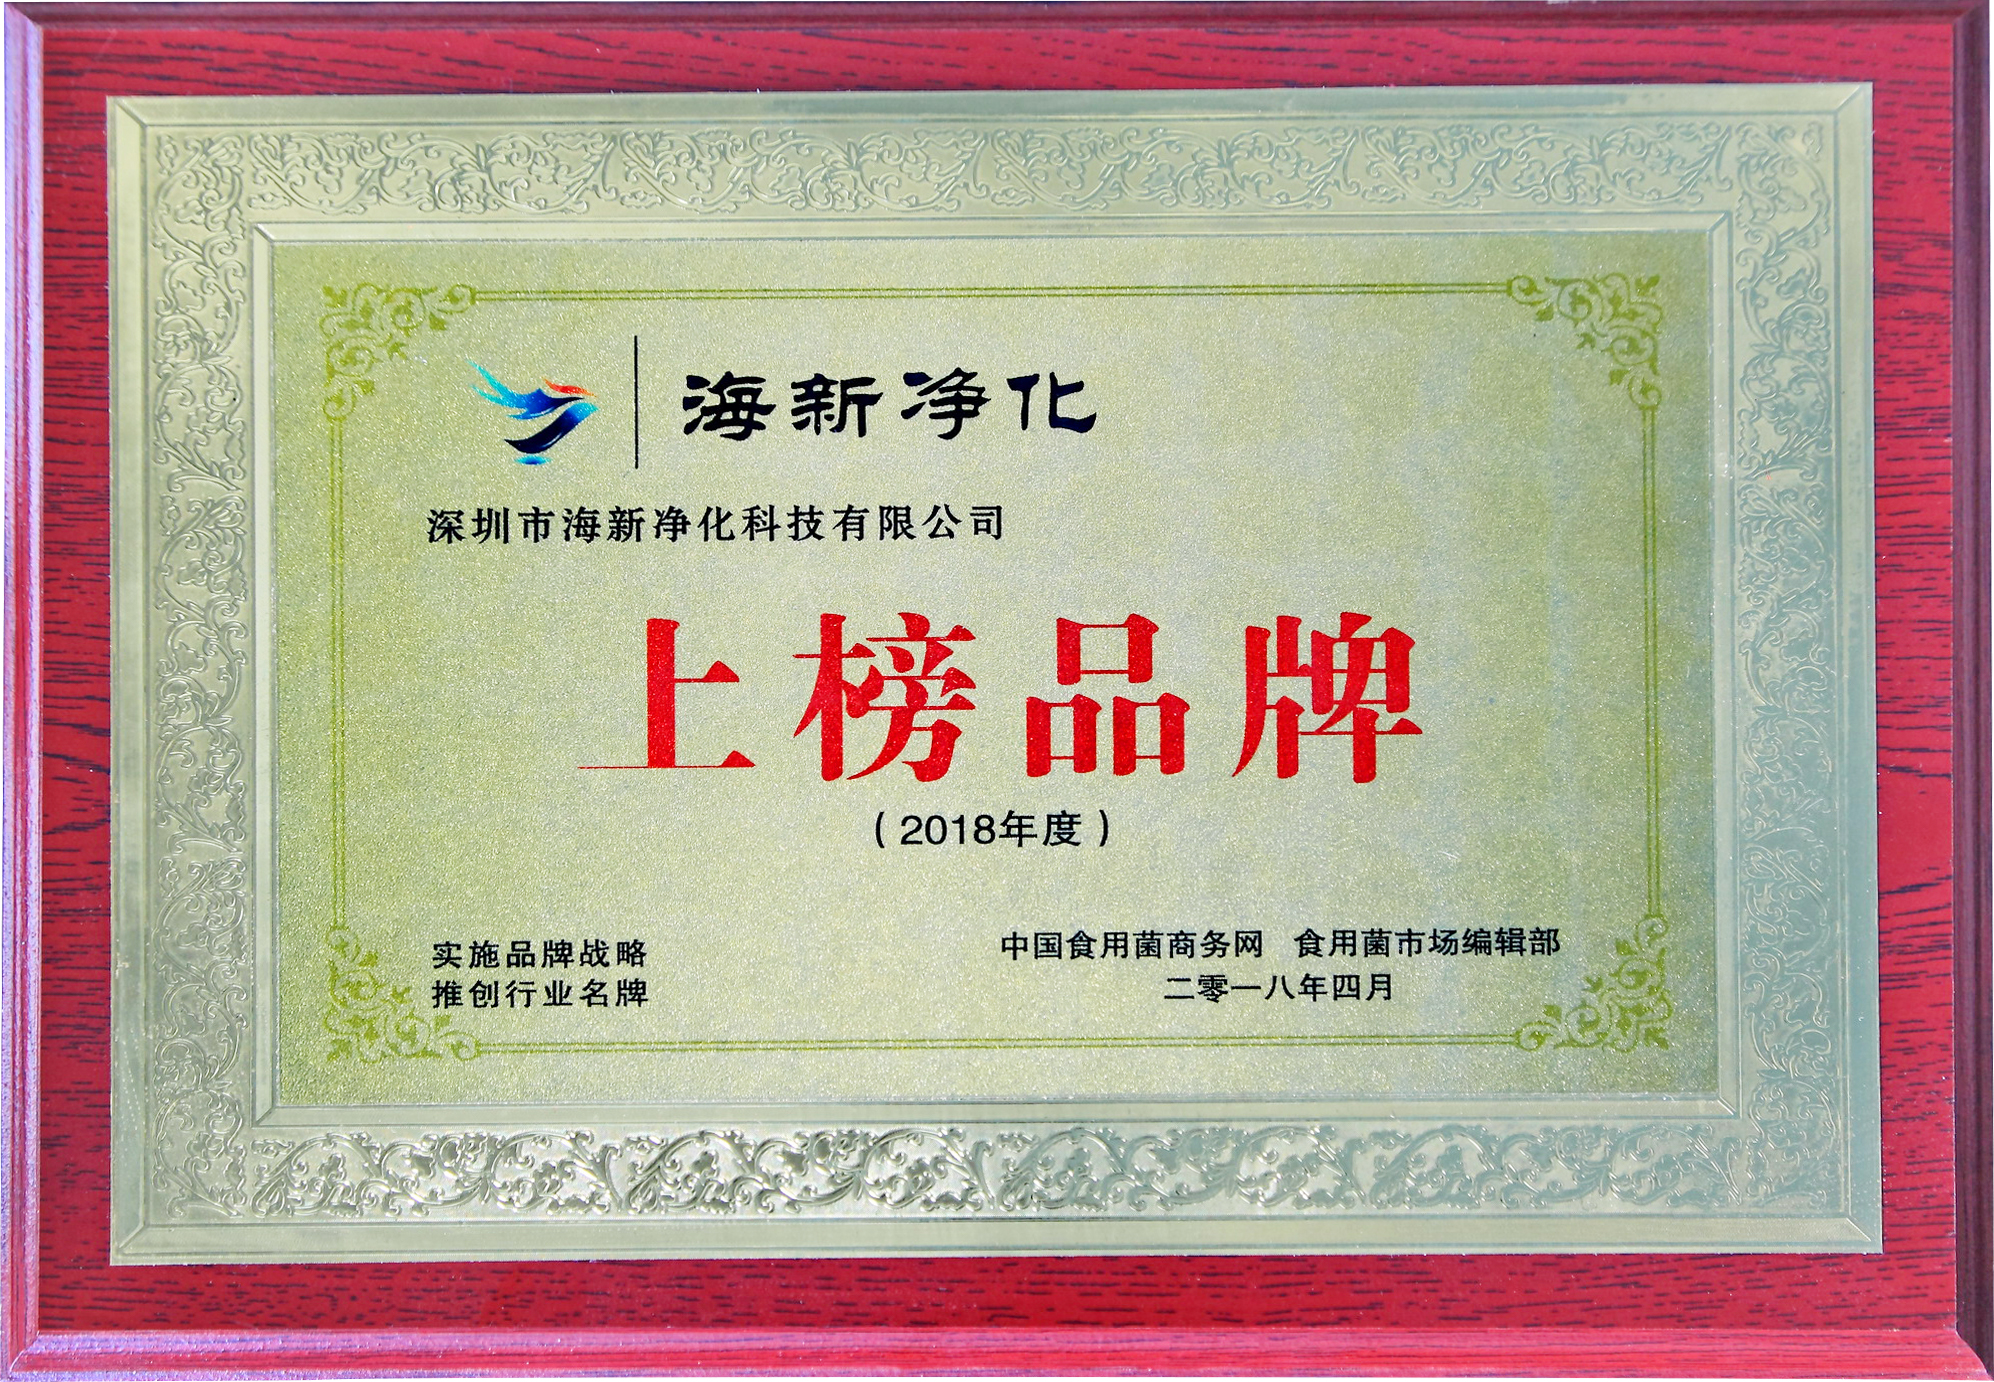 海新净化
深圳市海新净化科技有限公司
上榜品牌
（2018年度）
实施品牌战略
推创行业名牌
中国食用菌商务网 食用菌市场编辑部
二零一八年四月